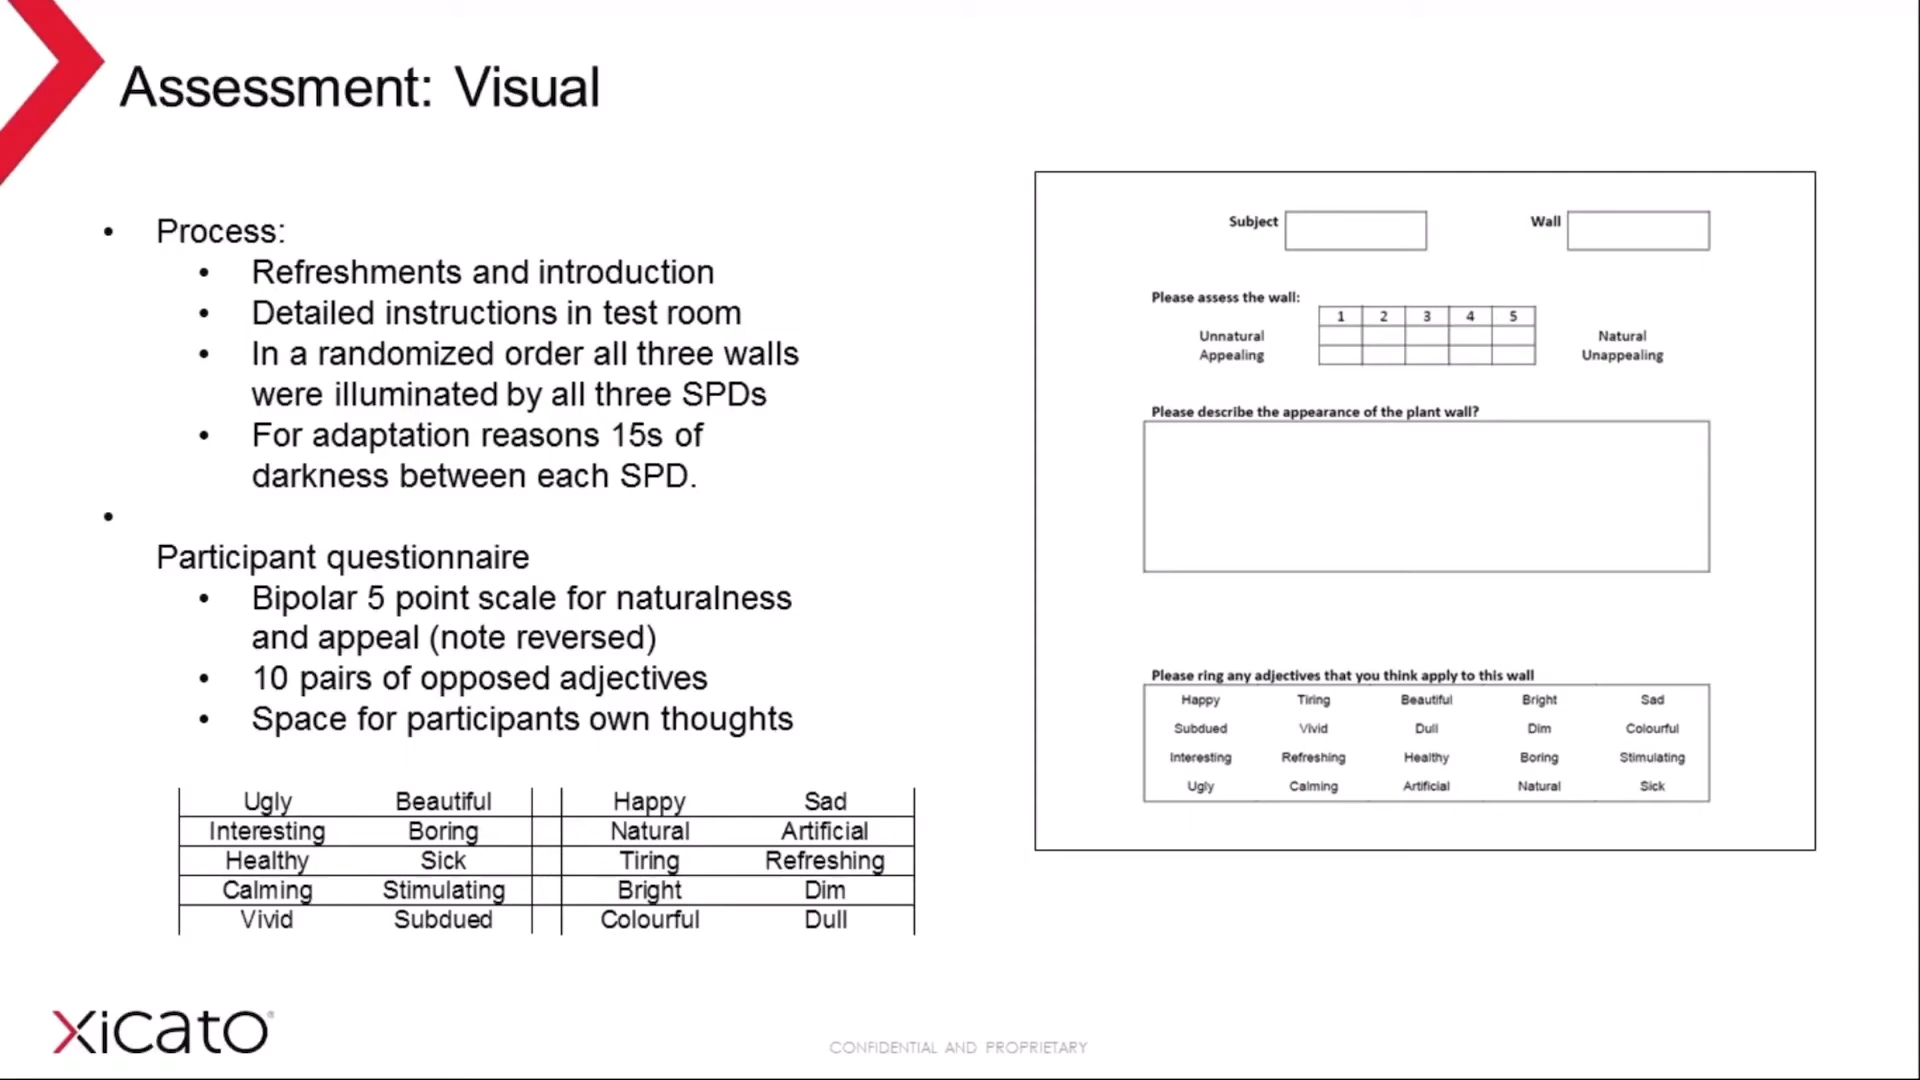 Assessment: Visual
• Process:
• Refreshments and introduction
• Detailed instructions in test room
• In a randomized order all three walls
were illuminated by all three SPDs
• For adaptation reasons 15s of
darkness between each SPD.
•
Participant questionnaire
• Bipolar 5 point scale for naturalness
and appeal (note reversed)
• 10 pairs of opposed adjectives
• Space for participants own thoughts
Ugly Beautiful Happy Sad
Interesting Boring Natural Artificial
Healthy Sick Tiring Refreshing
Calming Stimulating Bright Dim
Vivid Subdued Colourful Dull
Subject Wall
Please assess the wall:
1 2 3 4 5
Unnatural Natural
Appealing Unappealing
Please describe the appearance of the plant wall?
Please ring any adjectives that you think apply to this wall
Happy Tiring Beautiful Bright Sad
Subdued Vivid Dull Dim Colourful
Interesting Refreshing Healthy Boring Stimulating
Ugly Calming Artificial Natural Sick
xicato®
CONFIDENTIAL AND PROPRIETARY